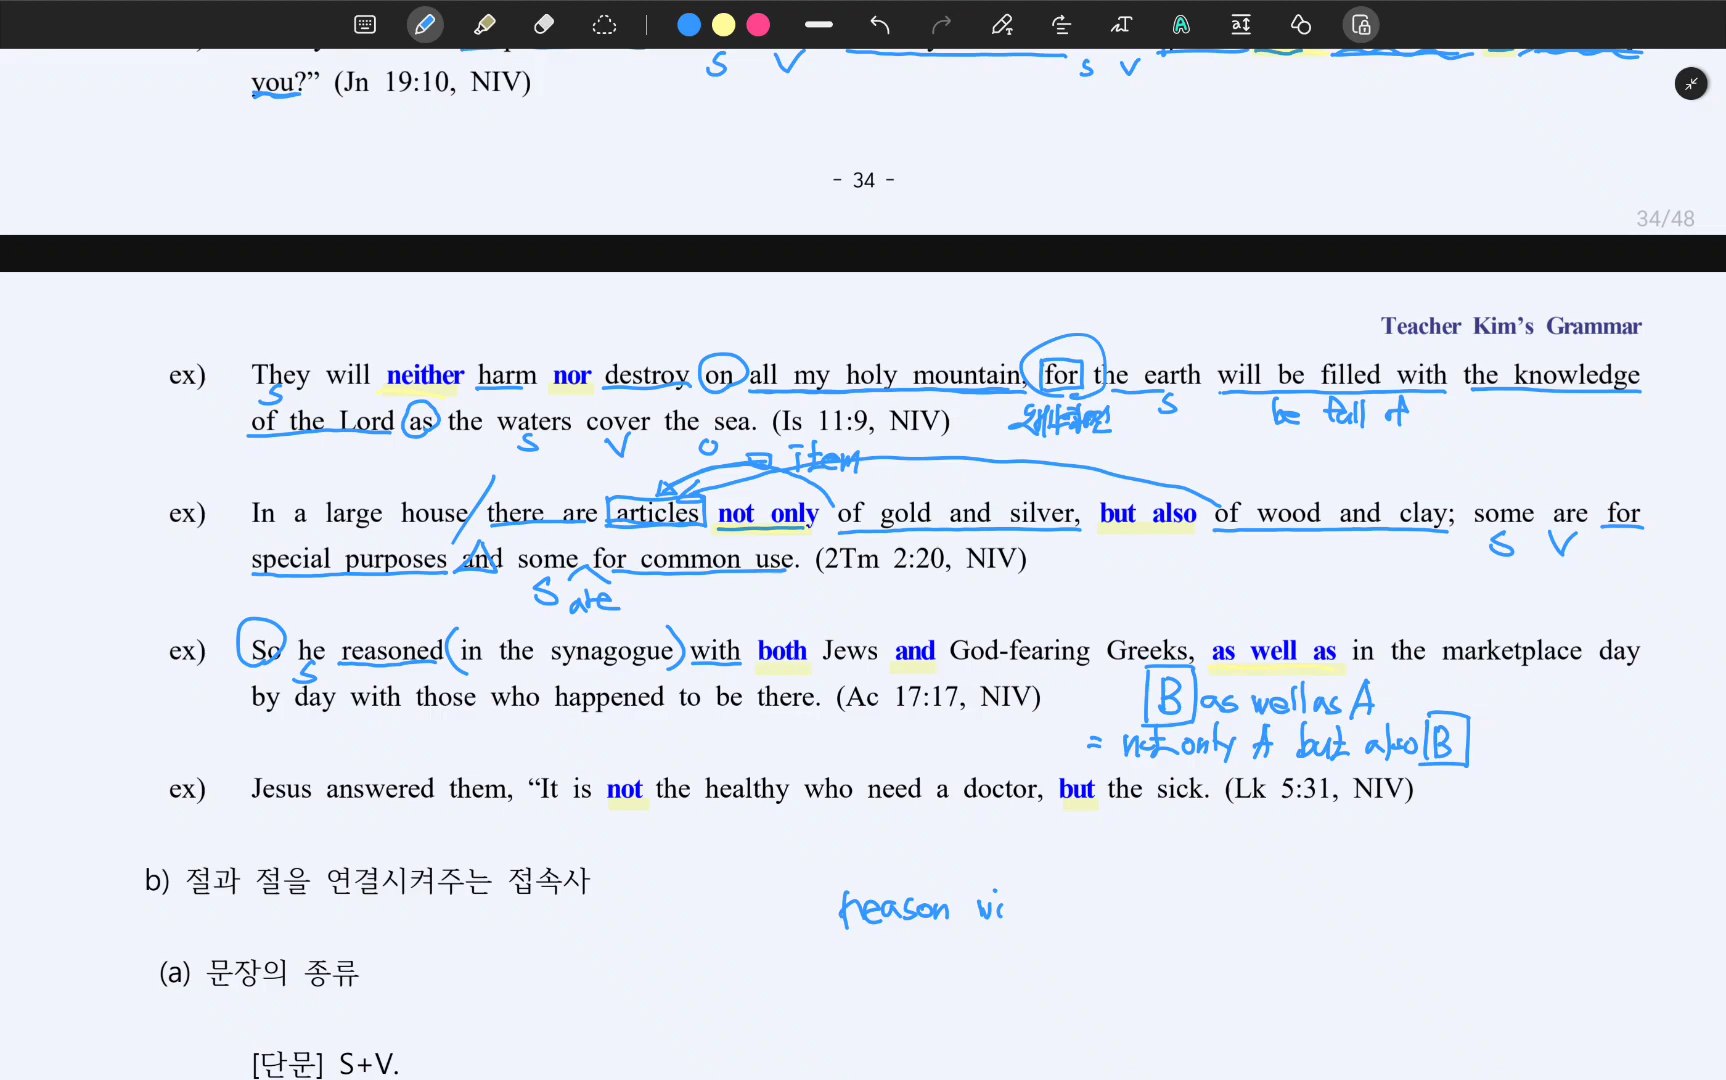 S V S V
you?” (Jn 19:10, NIV)
- 34 -
34/48
Teacher Kim’s Grammar
ex) They will neither harm nor destroy on all my holy mountain, for the earth will be filled with the knowledge
S 왜냐하면 S be full of
of the Lord as the waters cover the sea. (Is 11:9, NIV)
S V O
item
ex) In a large house there are articles not only of gold and silver, but also of wood and clay; some are for
S V
special purposes and some for common use. (2Tm 2:20, NIV)
S are
ex) So he reasoned (in the synagogue) with both Jews and God-fearing Greeks, as well as in the marketplace day
S
by day with those who happened to be there. (Ac 17:17, NIV)
B as well as A
= not only A but also B
ex) Jesus answered them, “It is not the healthy who need a doctor, but the sick. (Lk 5:31, NIV)
b) 절과 절을 연결시켜주는 접속사
reason wi
(a) 문장의 종류
[단문] S+V.